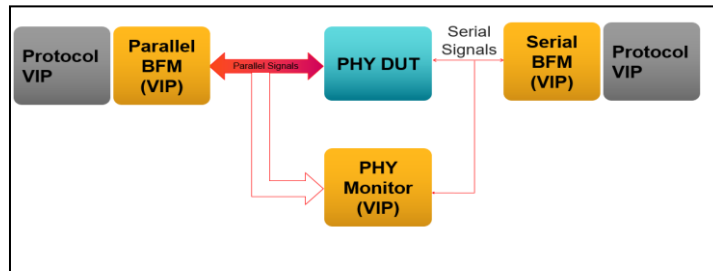 Protocol
VIP
Parallel
BFM
(VIP)
Parallel Signals
PHY DUT
Serial
Signals
Serial
BFM
(VIP)
Protocol
VIP
PHY
Monitor
(VIP)